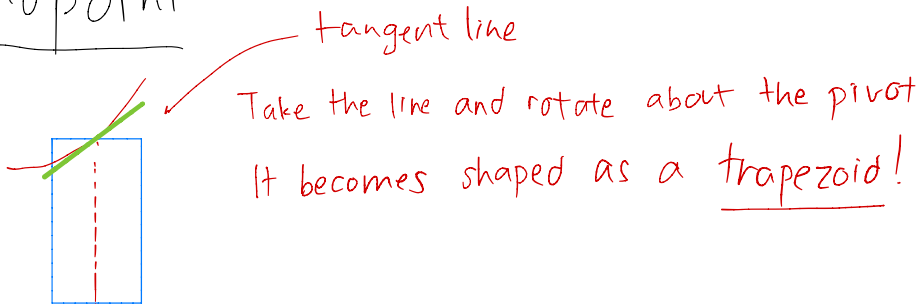 tangent line
Take the line and rotate about the pivot
It becomes shaped as a trapezoid!